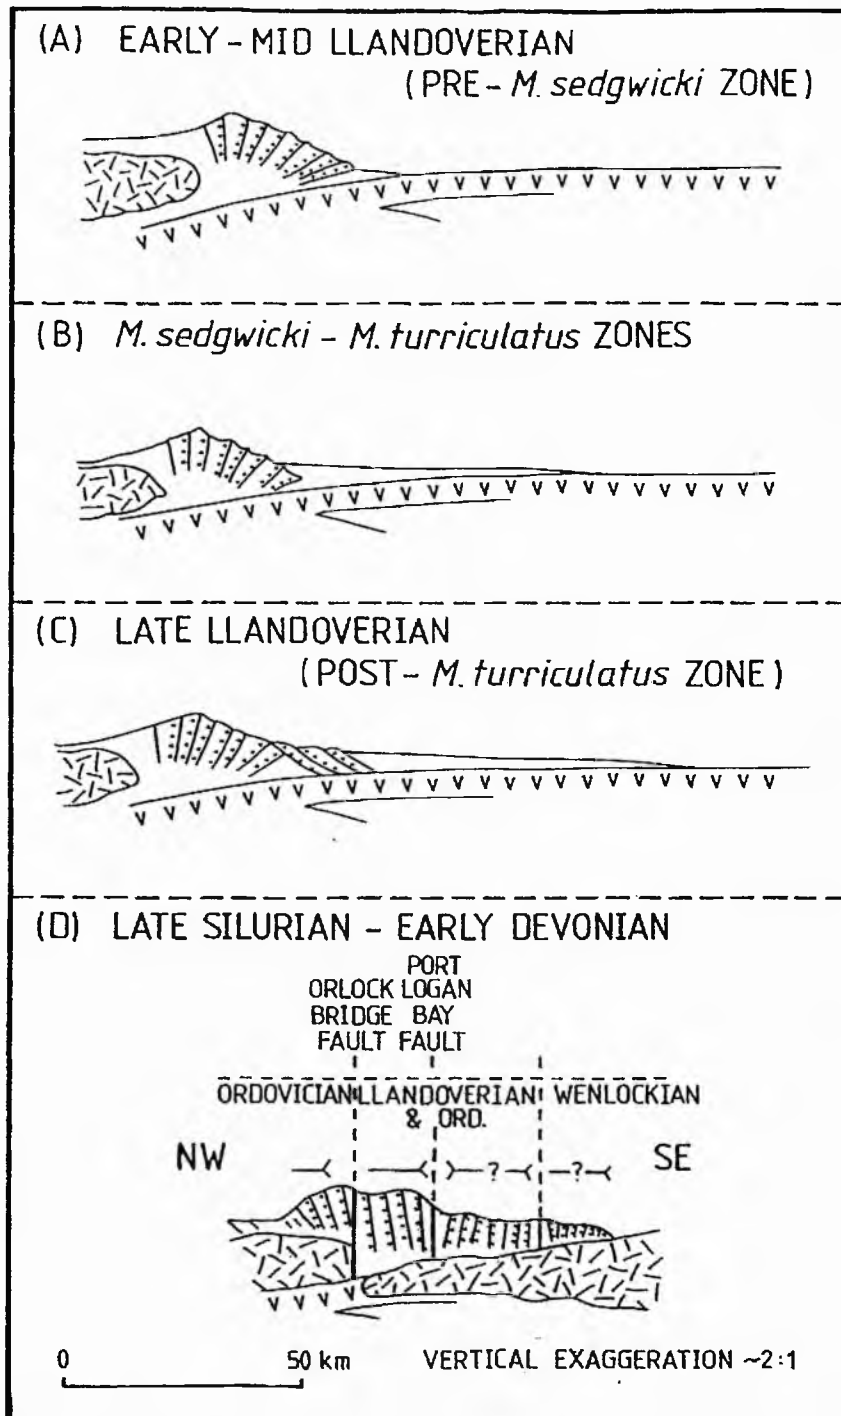 (A) EARLY - MID LLANDOVERIAN
(PRE - M. sedgwicki ZONE)
V V V V V V V V V V V V V V V V V V V V V V V V
(B) M. sedgwicki - M. turriculatus ZONES
(C) LATE LLANDOVERIAN
(POST - M. turriculatus ZONE)
(D) LATE SILURIAN - EARLY DEVONIAN
PORT
ORLOCK LOGAN
BRIDGE BAY
FAULT FAULT
ORDOVICIAN LLANDOVERIAN WENLOCKIAN
& ORD.
NW SE
? ?
0 50 km VERTICAL EXAGGERATION ~2:1